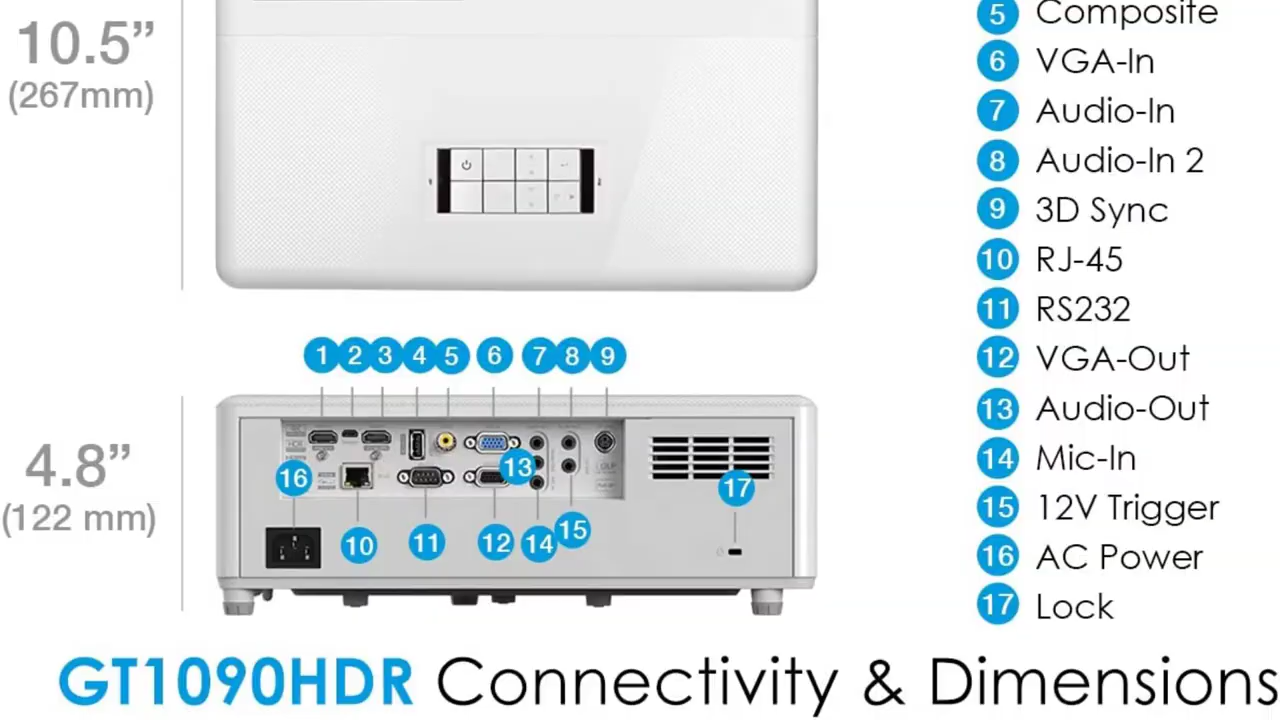 10.5”
(267mm)
5 Composite
6 VGA-In
7 Audio-In
8 Audio-In 2
9 3D Sync
10 RJ-45
11 RS232
12 VGA-Out
13 Audio-Out
14 Mic-In
15 12V Trigger
16 AC Power
17 Lock
1 2 3 4 5 6 7 8 9
4.8”
(122 mm)
16 13 17
10 11 12 14 15
GT1090HDR Connectivity & Dimensions